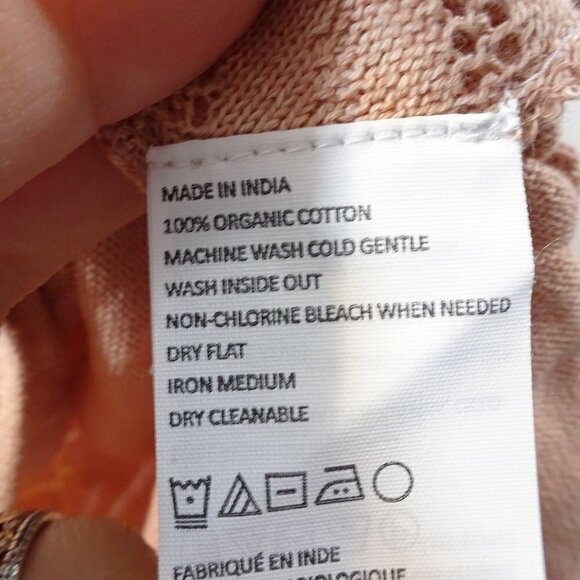 MADE IN INDIA
100% ORGANIC COTTON
MACHINE WASH COLD GENTLE
WASH INSIDE OUT
NON-CHLORINE BLEACH WHEN NEEDED
DRY FLAT
IRON MEDIUM
DRY CLEANABLE
FABRIQUÉ EN INDE
BIOLOGIQUE